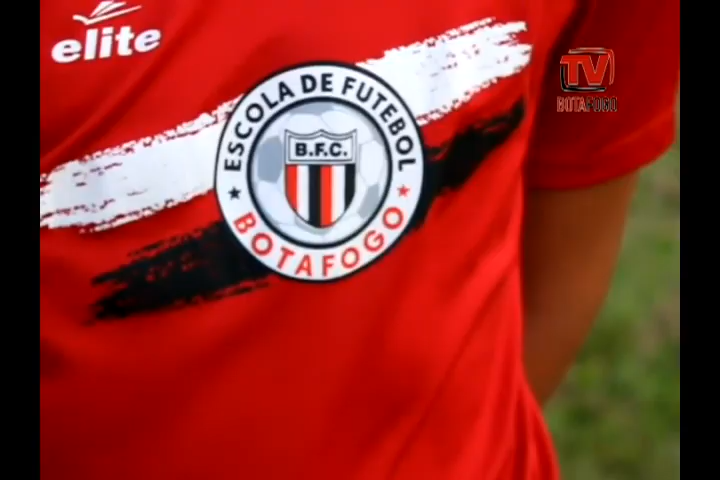 elite
TV
BOTAFOGO
ESCOLA DE FUTEBOL
B.F.C.
BOTAFOGO